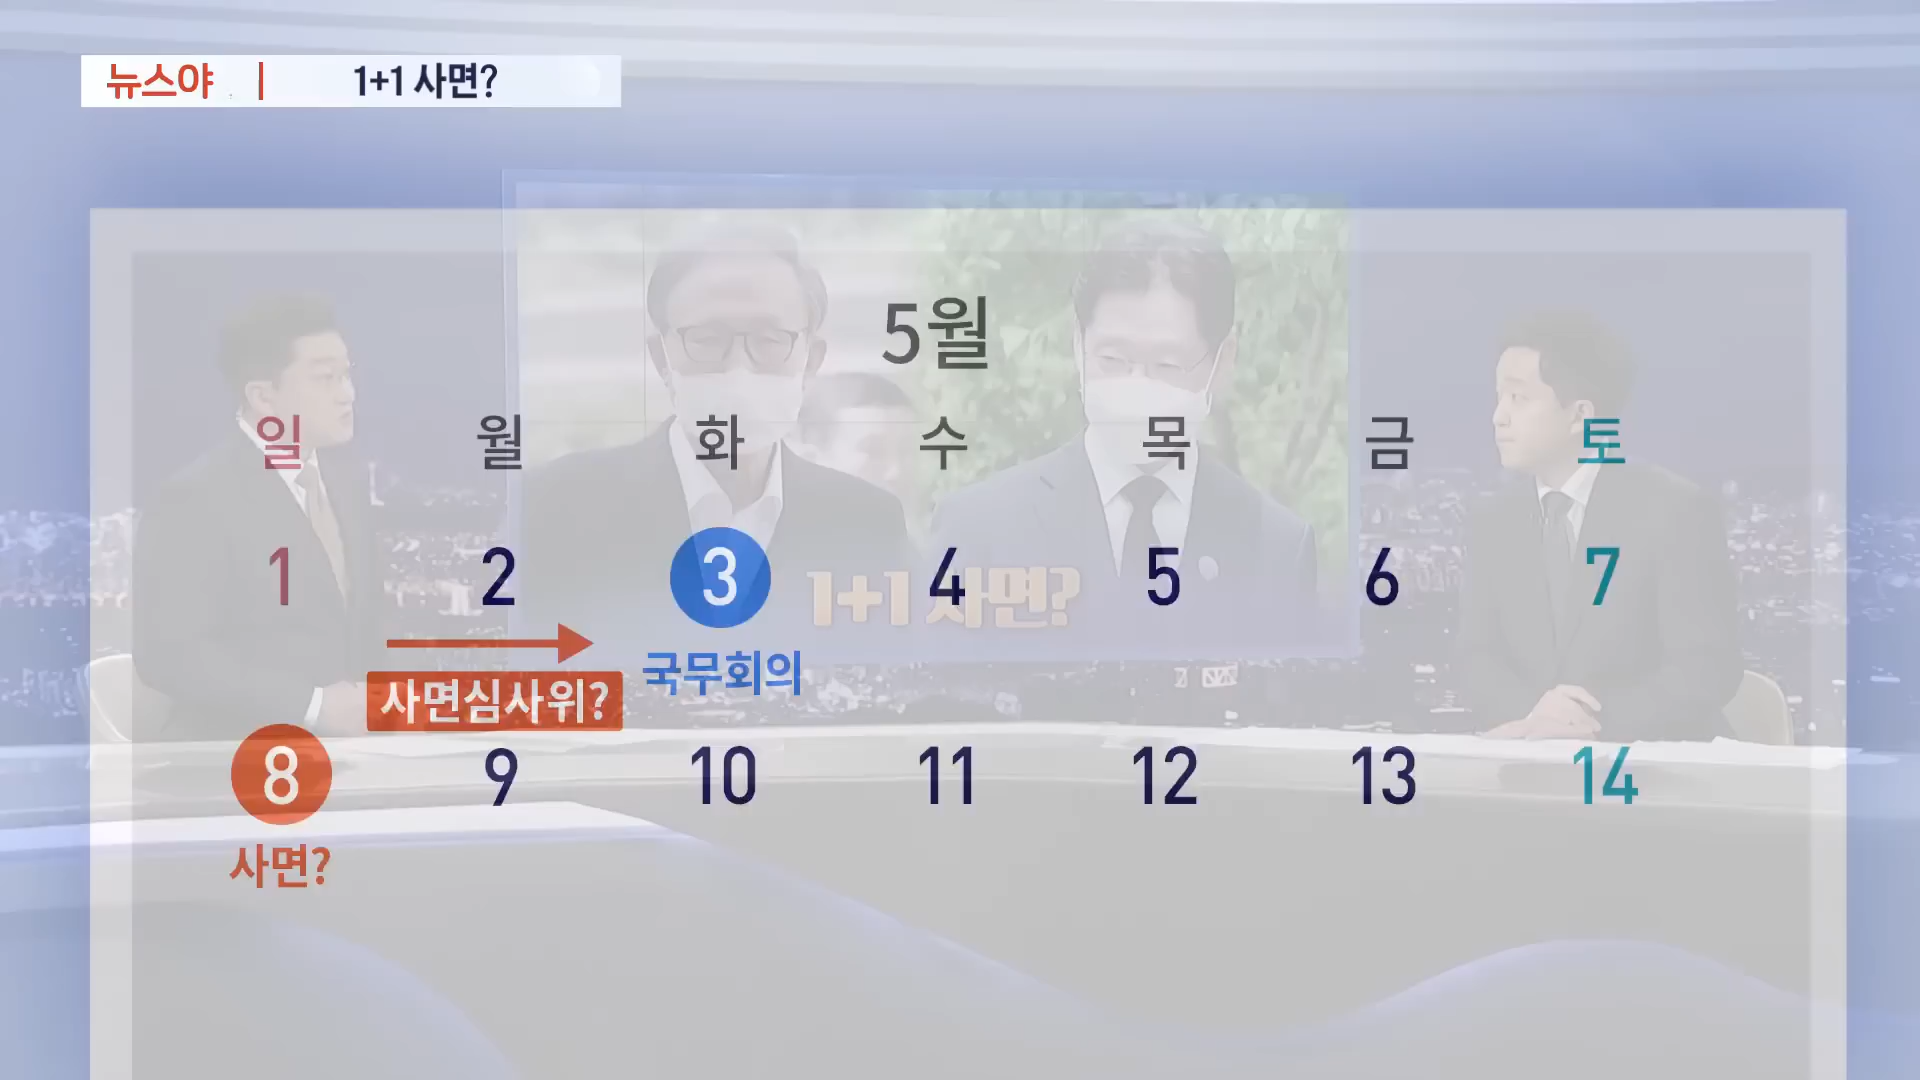 뉴스야 | 1+1 사면?
5월
일 월 화 수 목 금 토
1 2 3 4 5 6 7
1+1 사면?
사면심사위? 국무회의
8 9 10 11 12 13 14
사면?